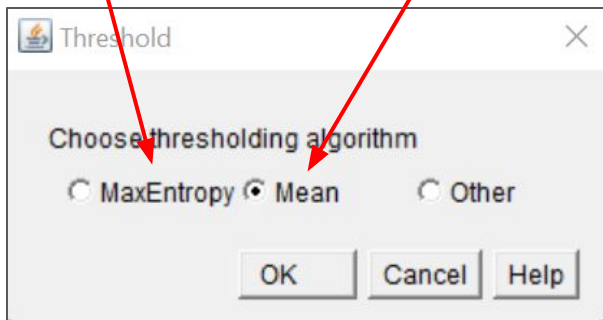 Threshold
Choose thresholding algorithm
MaxEntropy Mean Other
OK Cancel Help